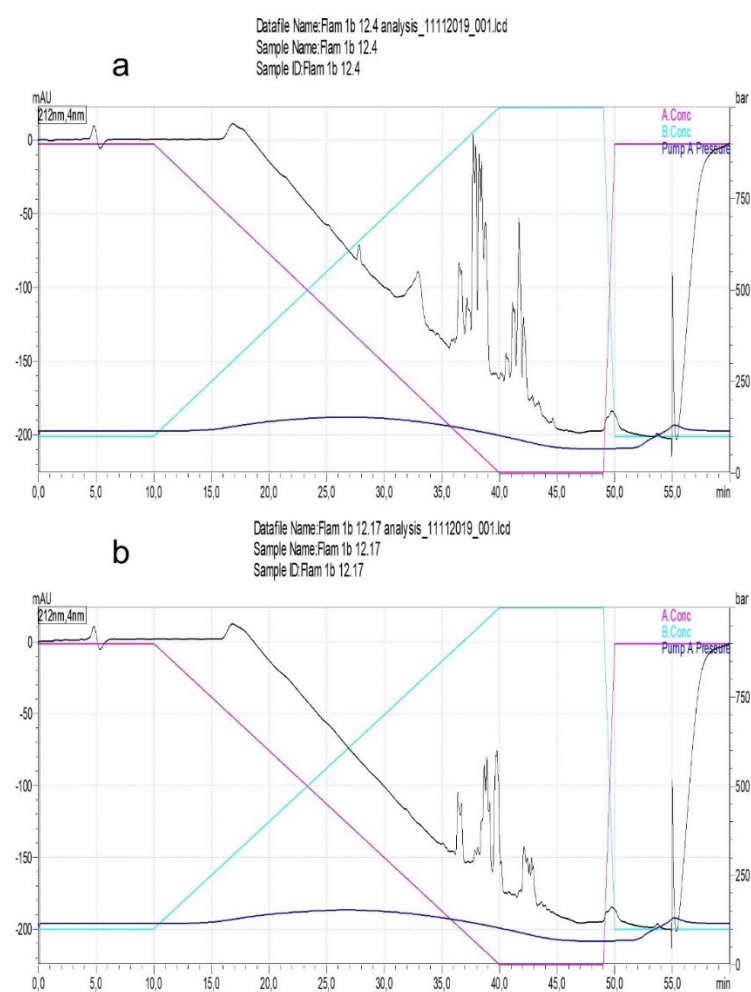 Datafile Name:Flam 1b 12.4 analysis_11112019_001.lcd
Sample Name:Flam 1b 12.4
Sample ID:Flam 1b 12.4
a
mAU
bar
212nm,4nm
A.Conc
B.Conc
Pump A Pressure
0
-50
-100
-150
-200
750
500
250
0
0,0 5,0 10,0 15,0 20,0 25,0 30,0 35,0 40,0 45,0 50,0 55,0 min
Datafile Name:Flam 1b 12.17 analysis_11112019_001.lcd
Sample Name:Flam 1b 12.17
Sample ID:Flam 1b 12.17
b
mAU
bar
212nm,4nm
A.Conc
B.Conc
Pump A Pressure
0
-50
-100
-150
-200
750
500
250
0
0,0 5,0 10,0 15,0 20,0 25,0 30,0 35,0 40,0 45,0 50,0 55,0 min